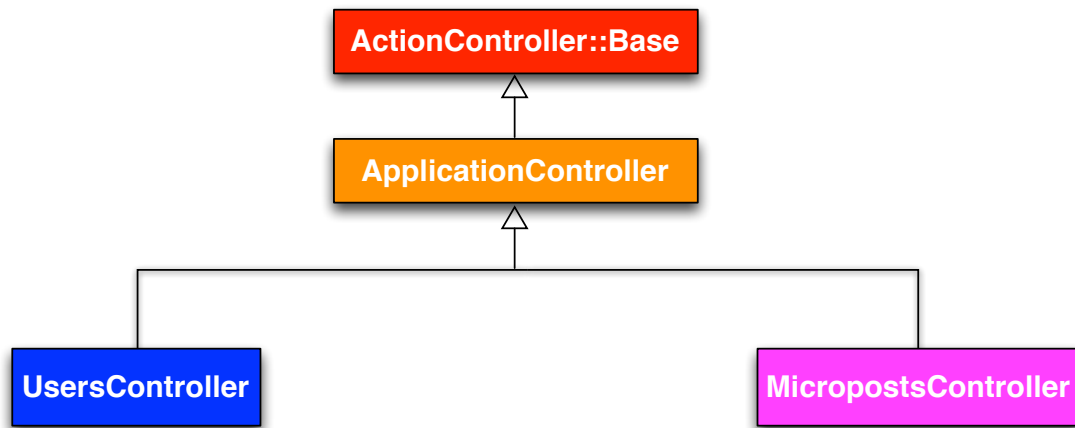 ActionController::Base
ApplicationController
UsersController
MicropostsController